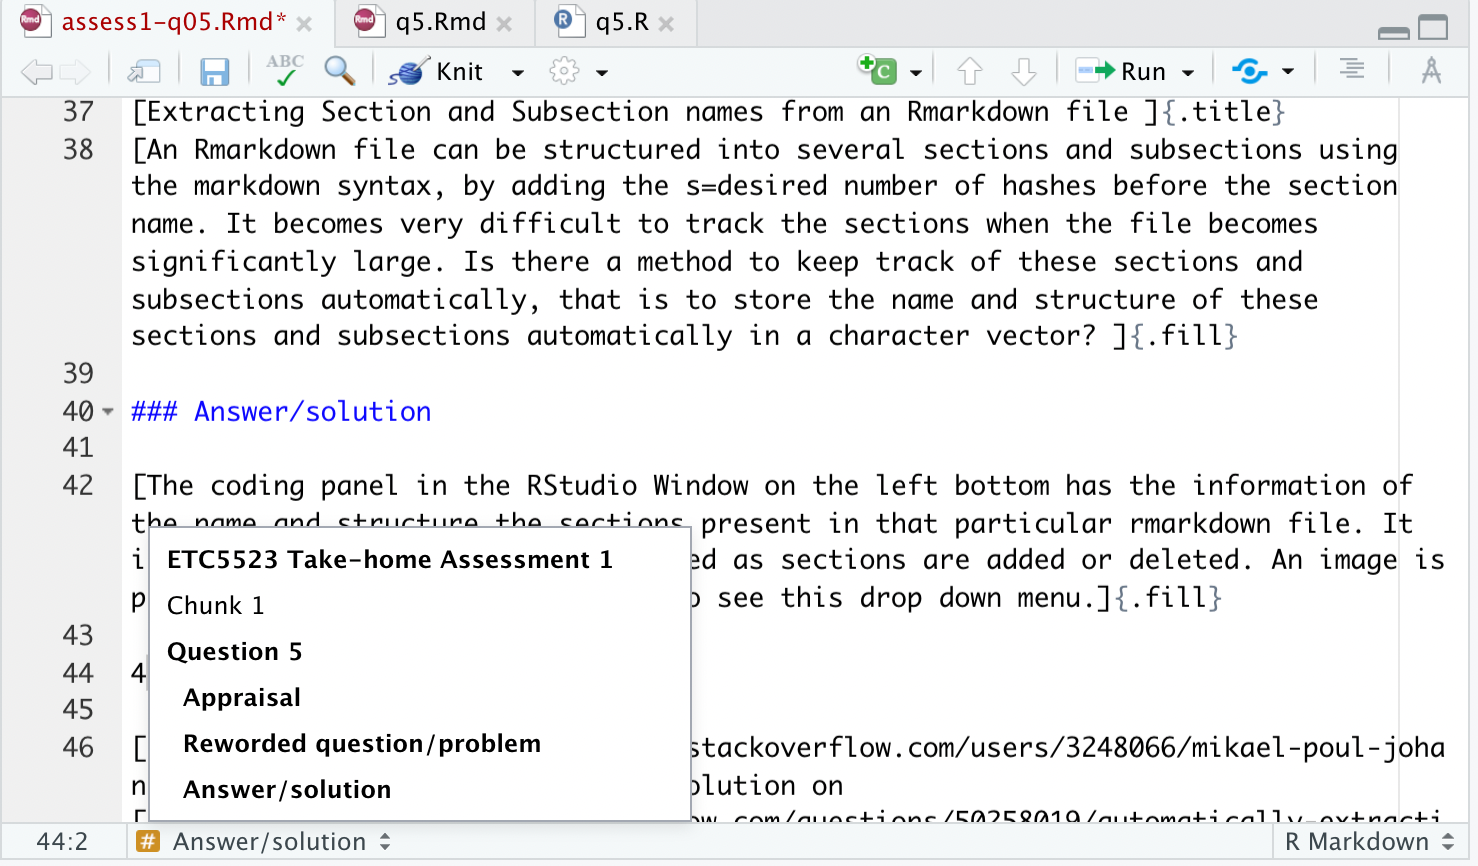 assess1-q05.Rmd* q5.Rmd q5.R
ABC Knit Run
37 [Extracting Section and Subsection names from an Rmarkdown file ]{.title}
38 [An Rmarkdown file can be structured into several sections and subsections using
the markdown syntax, by adding the s=desired number of hashes before the section
name. It becomes very difficult to track the sections when the file becomes
significantly large. Is there a method to keep track of these sections and
subsections automatically, that is to store the name and structure of these
sections and subsections automatically in a character vector? ]{.fill}
39
40 ### Answer/solution
41
42 [The coding panel in the RStudio Window on the left bottom has the information of
the name and structure the sections present in that particular rmarkdown file. It
ed as sections are added or deleted. An image is
see this drop down menu.]{.fill}
ETC5523 Take-home Assessment 1
Chunk 1
Question 5
Appraisal
Reworded question/problem
Answer/solution
43
44 4
45
46 [ stackoverflow.com/users/3248066/mikael-poul-joha
n olution on
[ ow.com/questions/50258019/automatically-extracti
44:2 # Answer/solution R Markdown